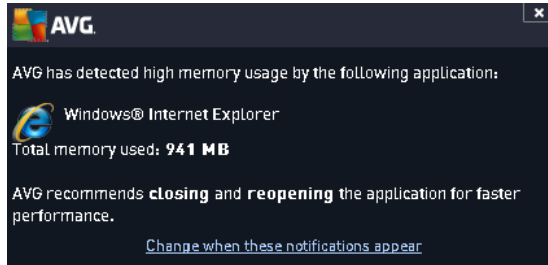 AVG.
AVG has detected high memory usage by the following application:
Windows® Internet Explorer
Total memory used: 941 MB
AVG recommends closing and reopening the application for faster
performance.
Change when these notifications appear